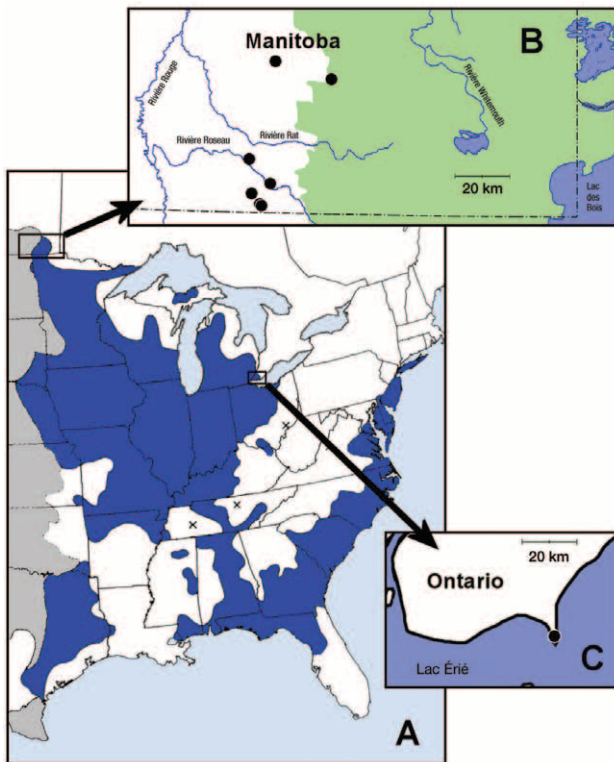 Manitoba
B
Rivière Rouge
Rivière Whitemouth
Rivière Roseau
Rivière Rat
20 km
Lac
des
Bois
20 km
Ontario
Lac Érié
C
A